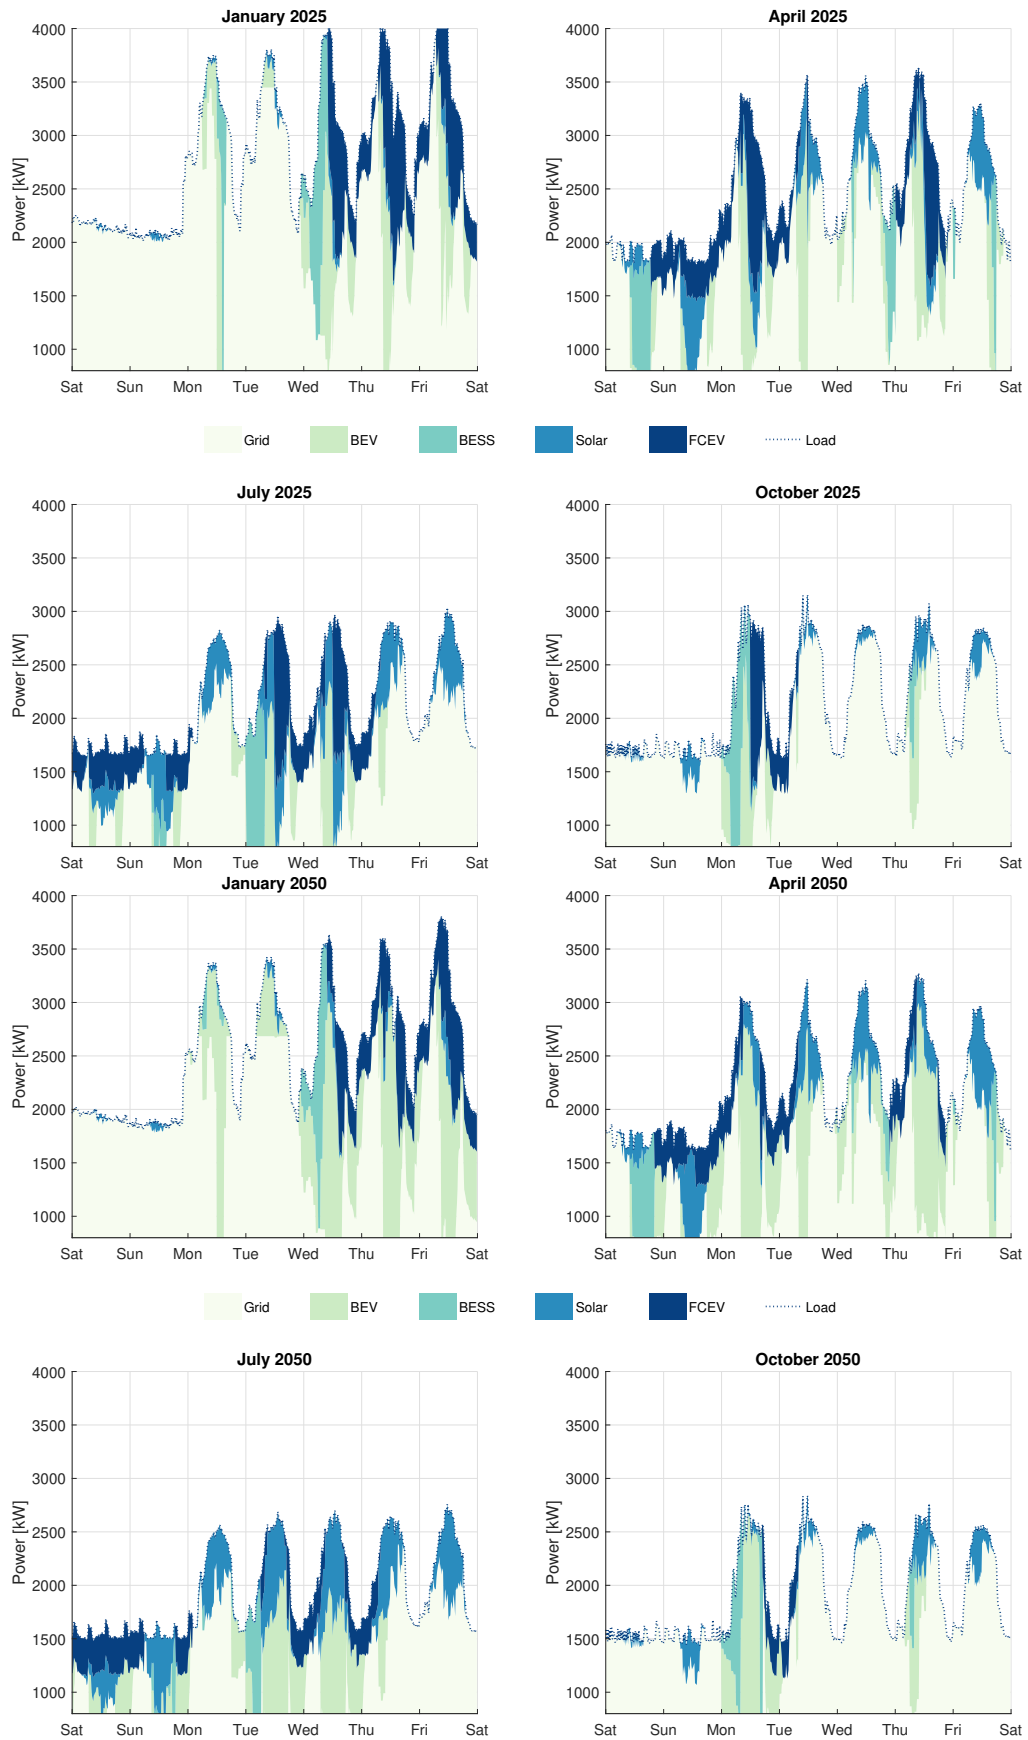 January 2025
April 2025
Power [kW]
4000
3500
3000
2500
2000
1500
1000
Sat Sun Mon Tue Wed Thu Fri Sat
Power [kW]
4000
3500
3000
2500
2000
1500
1000
Sat Sun Mon Tue Wed Thu Fri Sat
Grid BEV BESS Solar FCEV Load
July 2025
October 2025
Power [kW]
4000
3500
3000
2500
2000
1500
1000
Sat Sun Mon Tue Wed Thu Fri Sat
Power [kW]
4000
3500
3000
2500
2000
1500
1000
Sat Sun Mon Tue Wed Thu Fri Sat
January 2050
April 2050
Power [kW]
4000
3500
3000
2500
2000
1500
1000
Sat Sun Mon Tue Wed Thu Fri Sat
Power [kW]
4000
3500
3000
2500
2000
1500
1000
Sat Sun Mon Tue Wed Thu Fri Sat
Grid BEV BESS Solar FCEV Load
July 2050
October 2050
Power [kW]
4000
3500
3000
2500
2000
1500
1000
Sat Sun Mon Tue Wed Thu Fri Sat
Power [kW]
4000
3500
3000
2500
2000
1500
1000
Sat Sun Mon Tue Wed Thu Fri Sat